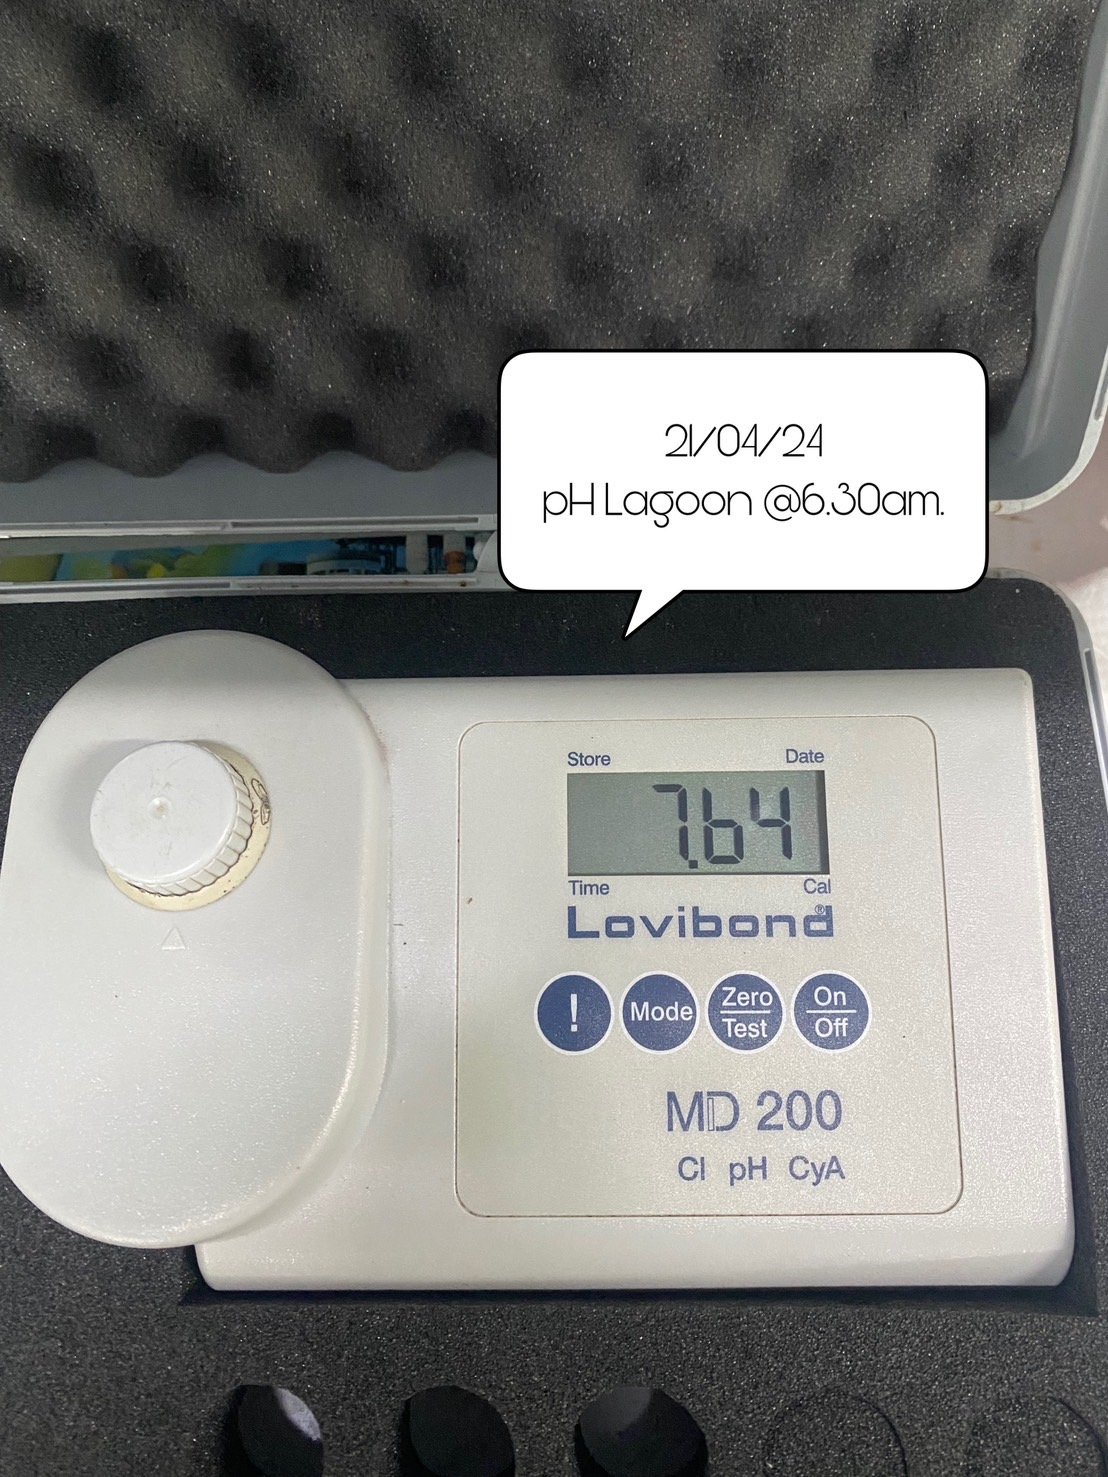 21/04/24
pH Lagoon @6.30am.
Store Date
7.64
Time Cal
Lovibond®
! Mode Zero Test On Off
MD 200
Cl pH CyA